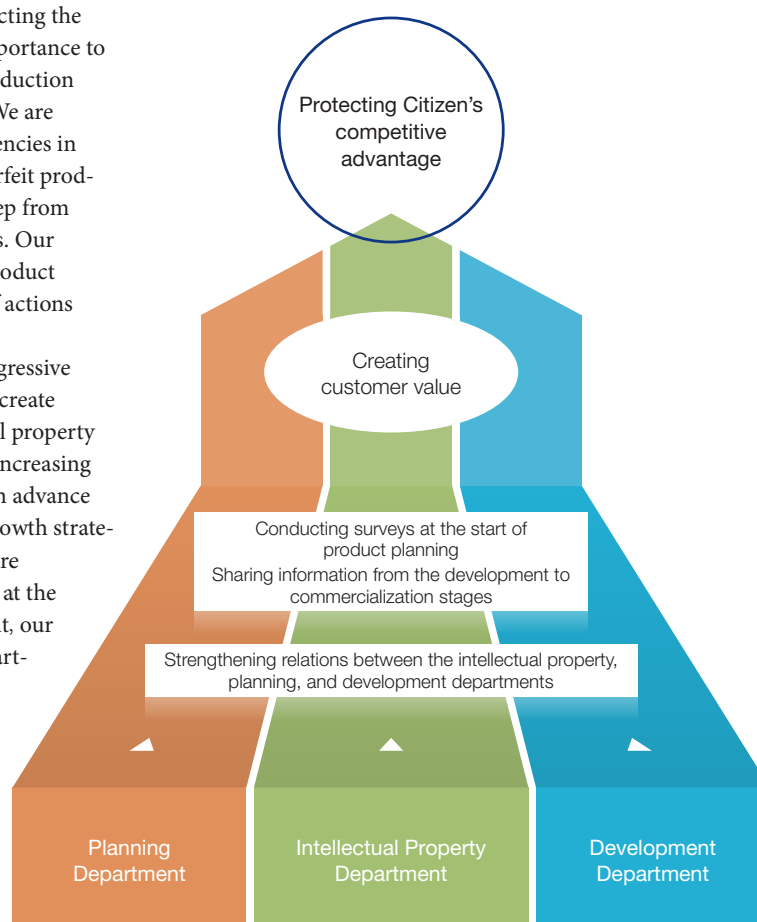 cting the
portance to
duction
We are
encies in
rfeit prod-
ep from
s. Our
oduct
f actions
gressive
create
l property
ncreasing
n advance
owth strate-
re
at the
t, our
art-
Protecting Citizen’s
competitive
advantage
Creating
customer value
Conducting surveys at the start of
product planning
Sharing information from the development to
commercialization stages
Strengthening relations between the intellectual property,
planning, and development departments
Planning
Department
Intellectual Property
Department
Development
Department